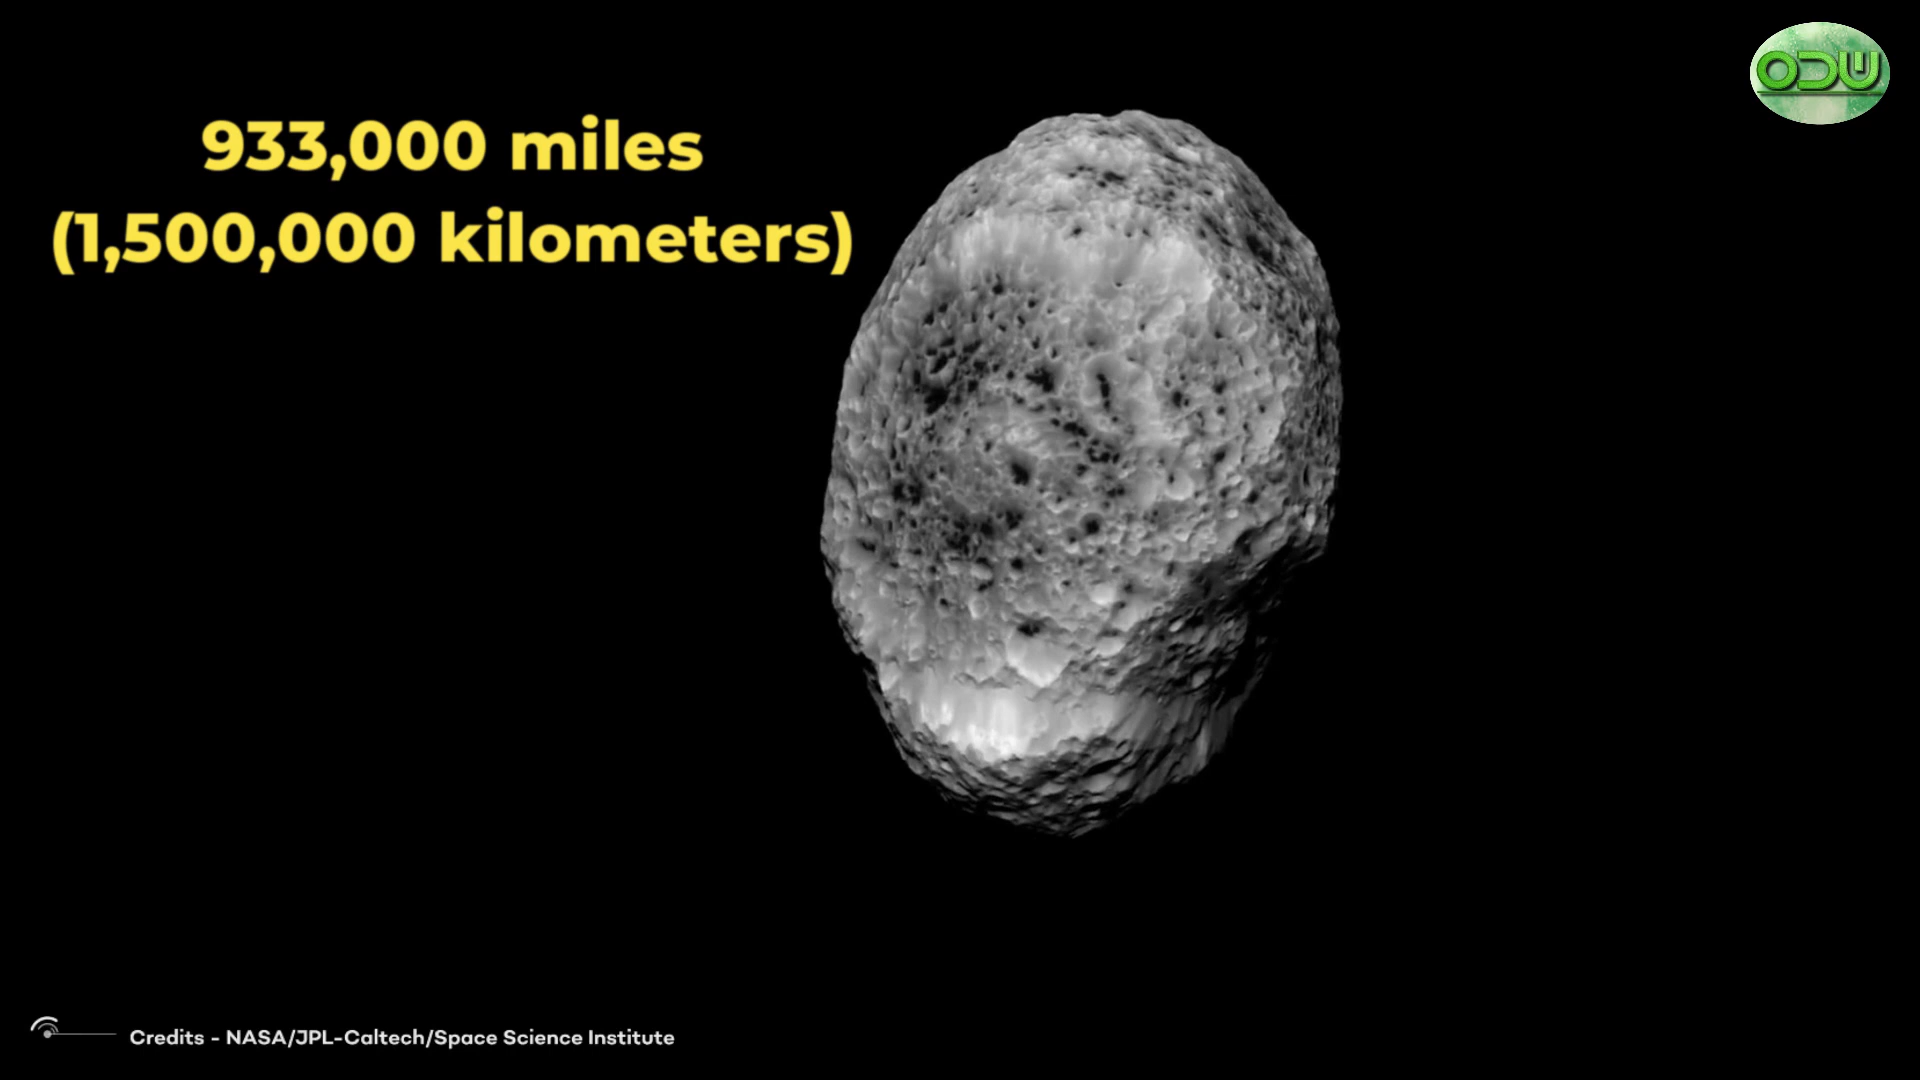 ODW
933,000 miles
(1,500,000 kilometers)
Credits - NASA/JPL-Caltech/Space Science Institute